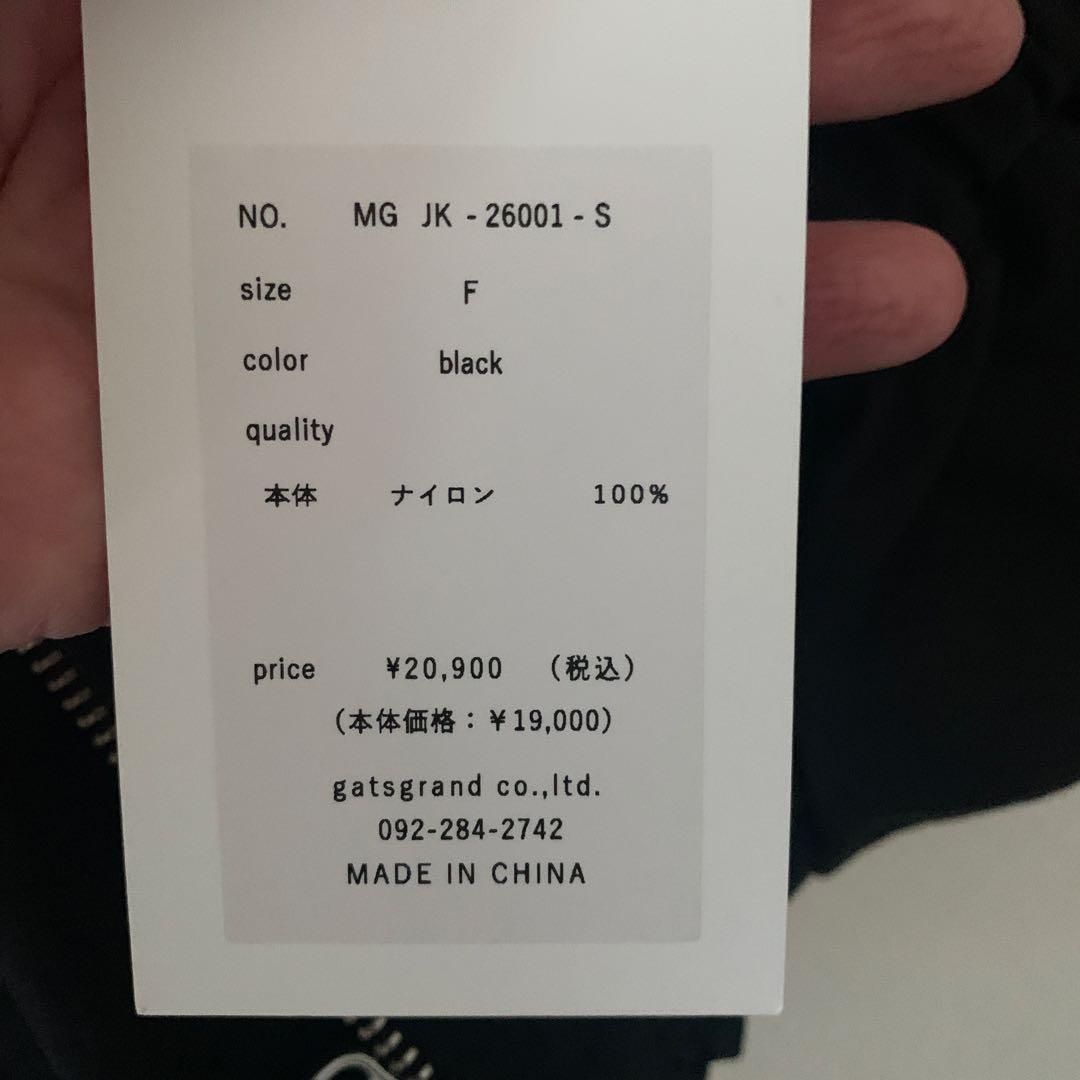 NO. MG JK - 26001 - S
size F
color black
quality
本体 ナイロン 100%
price ¥20,900 (税込)
(本体価格:¥19,000)
gatsgrand co.,ltd.
092-284-2742
MADE IN CHINA